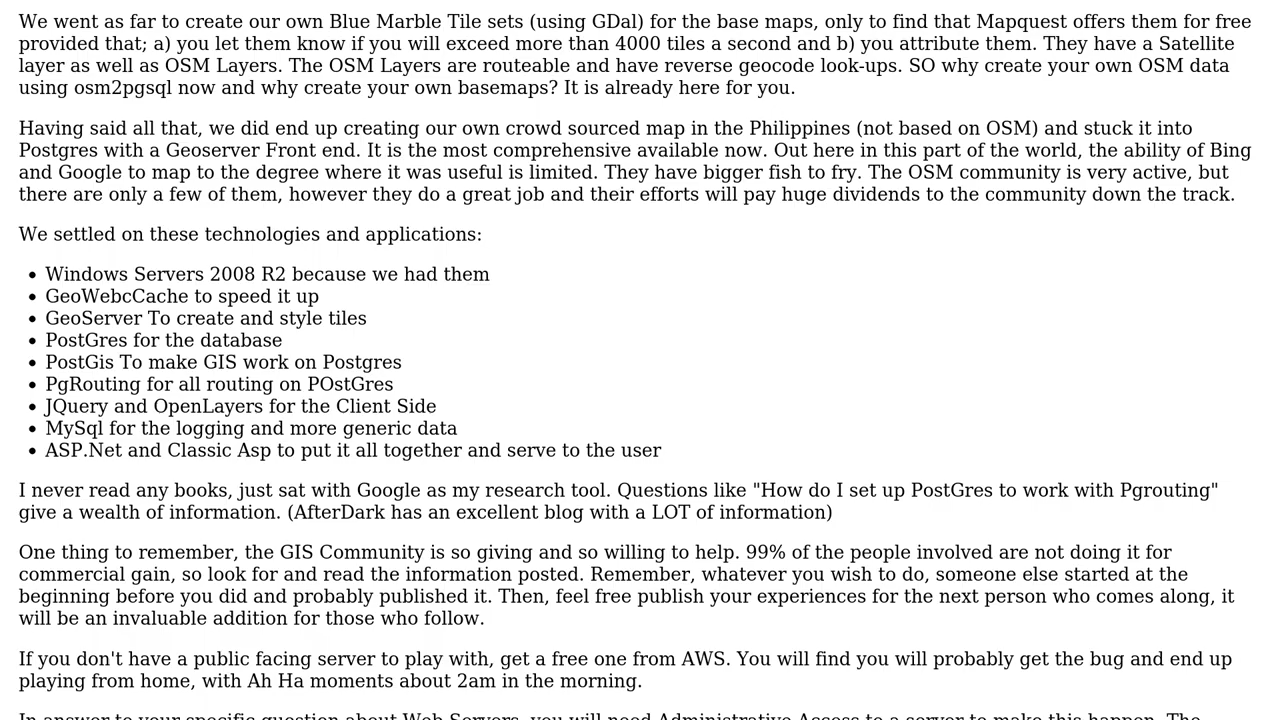 We went as far to create our own Blue Marble Tile sets (using GDal) for the base maps, only to find that Mapquest offers them for free
provided that; a) you let them know if you will exceed more than 4000 tiles a second and b) you attribute them. They have a Satellite
layer as well as OSM Layers. The OSM Layers are routeable and have reverse geocode look-ups. SO why create your own OSM data
using osm2pgsql now and why create your own basemaps? It is already here for you.
Having said all that, we did end up creating our own crowd sourced map in the Philippines (not based on OSM) and stuck it into
Postgres with a Geoserver Front end. It is the most comprehensive available now. Out here in this part of the world, the ability of Bing
and Google to map to the degree where it was useful is limited. They have bigger fish to fry. The OSM community is very active, but
there are only a few of them, however they do a great job and their efforts will pay huge dividends to the community down the track.
We settled on these technologies and applications:
• Windows Servers 2008 R2 because we had them
• GeoWebcCache to speed it up
• GeoServer To create and style tiles
• PostGres for the database
• PostGis To make GIS work on Postgres
• PgRouting for all routing on POstGres
• JQuery and OpenLayers for the Client Side
• MySql for the logging and more generic data
• ASP.Net and Classic Asp to put it all together and serve to the user
I never read any books, just sat with Google as my research tool. Questions like "How do I set up PostGres to work with Pgrouting"
give a wealth of information. (AfterDark has an excellent blog with a LOT of information)
One thing to remember, the GIS Community is so giving and so willing to help. 99% of the people involved are not doing it for
commercial gain, so look for and read the information posted. Remember, whatever you wish to do, someone else started at the
beginning before you did and probably published it. Then, feel free publish your experiences for the next person who comes along, it
will be an invaluable addition for those who follow.
If you don't have a public facing server to play with, get a free one from AWS. You will find you will probably get the bug and end up
playing from home, with Ah Ha moments about 2am in the morning.
In answer to your specific question about Web Servers, you will need Administrative Access to a server to make this happen. The